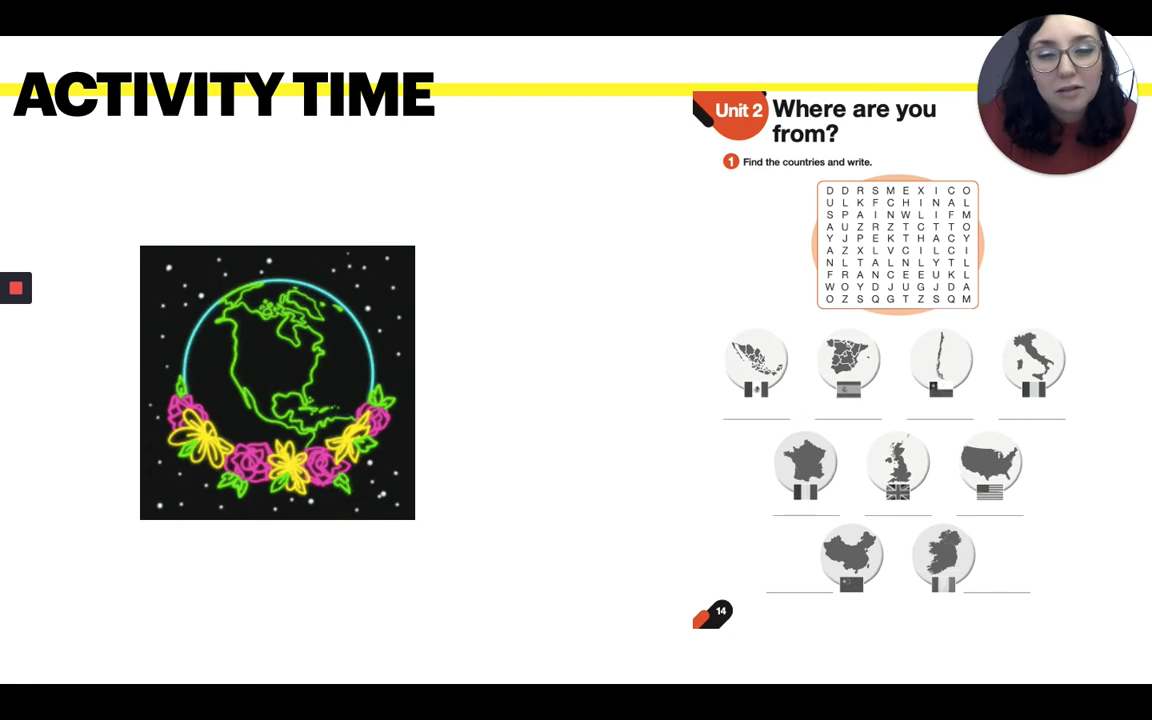 ACTIVITY TIME
Unit 2
Where are you
from?
1 Find the countries and write.
D D R S M E X I C O
U L K F C H I N A L
S P A I N W L I F M
A U Z R Z T C T T O
Y J P E K T H A C Y
A Z X L V C I L C I
N L T A L N L Y T L
F R A N C E E U K L
W O Y D J U G J D A
O Z S Q G T Z S Q M
14